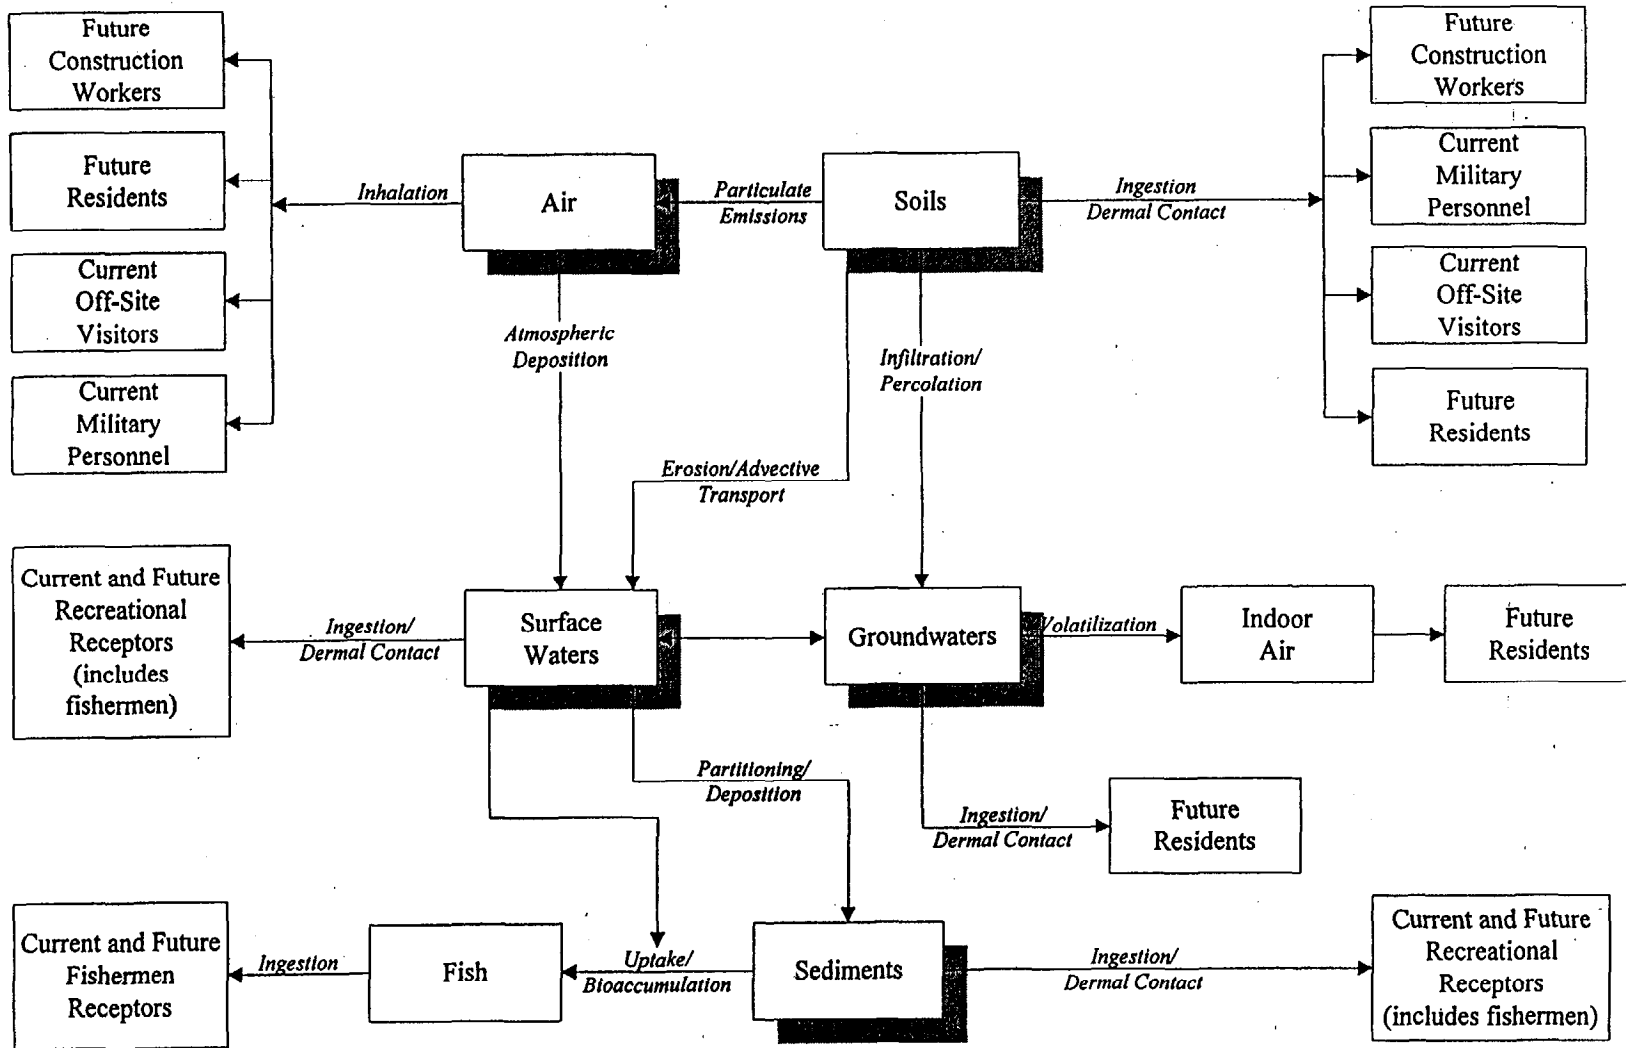 Future
Construction
Workers
Future
Residents
Current
Off-Site
Visitors
Current
Military
Personnel
Inhalation
Air
Particulate
Emissions
Soils
Ingestion
Dermal Contact
Future
Construction
Workers
Current
Military
Personnel
Current
Off-Site
Visitors
Future
Residents
Atmospheric
Deposition
Infiltration/
Percolation
Erosion/Advective
Transport
Current and Future
Recreational
Receptors
(includes
fishermen)
Ingestion/
Dermal Contact
Surface
Waters
Groundwaters
Volatilization
Indoor
Air
Future
Residents
Partitioning/
Deposition
Ingestion/
Dermal Contact
Future
Residents
Current and Future
Fishermen
Receptors
Ingestion
Fish
Uptake/
Bioaccumulation
Sediments
Ingestion/
Dermal Contact
Current and Future
Recreational
Receptors
(includes fishermen)